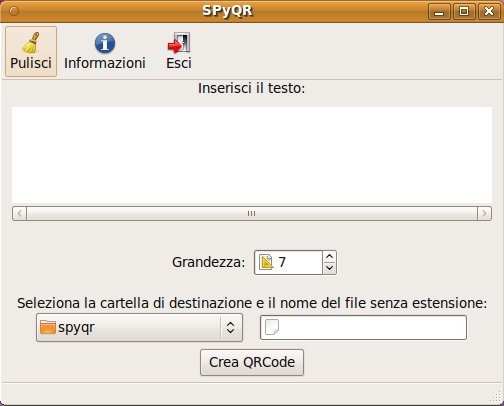 SPyQR
Pulisci Informazioni Esci
Inserisci il testo:
Grandezza: 7
Seleziona la cartella di destinazione e il nome del file senza estensione:
spyqr
Crea QRCode